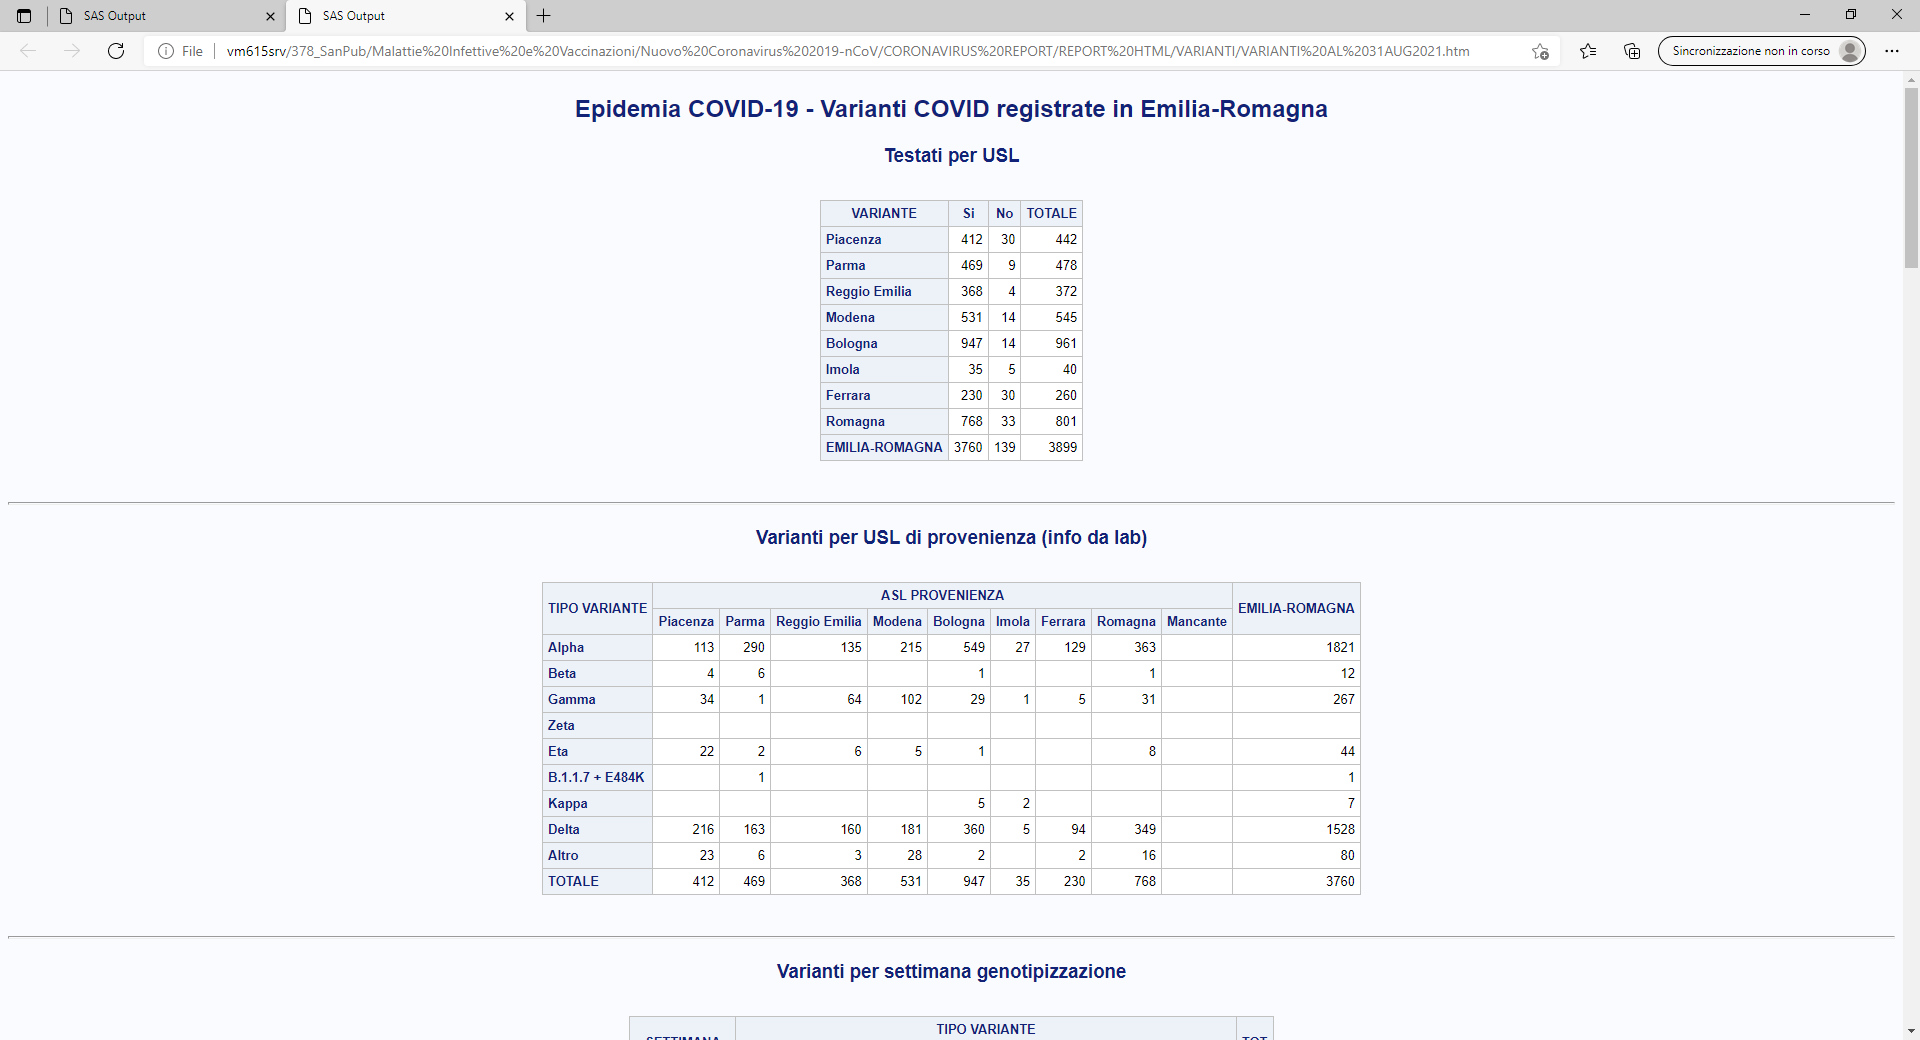 SAS Output
SAS Output
File vm615srv/378_SanPub/Malattie%20Infettive%20e%20Vaccinazioni/Nuovo%20Coronavirus%202019-nCoV/CORONAVIRUS%20REPORT/REPORT%20HTML/VARIANTI/VARIANTI%20AL%2031AUG2021.htm Sincronizzazione non in corso
Epidemia COVID-19 - Varianti COVID registrate in Emilia-Romagna
Testati per USL
VARIANTE Si No TOTALE
Piacenza 412 30 442
Parma 469 9 478
Reggio Emilia 368 4 372
Modena 531 14 545
Bologna 947 14 961
Imola 35 5 40
Ferrara 230 30 260
Romagna 768 33 801
EMILIA-ROMAGNA 3760 139 3899
Varianti per USL di provenienza (info da lab)
TIPO VARIANTE ASL PROVENIENZA EMILIA-ROMAGNA
Piacenza Parma Reggio Emilia Modena Bologna Imola Ferrara Romagna Mancante
Alpha 113 290 135 215 549 27 129 363 1821
Beta 4 6 1 1 12
Gamma 34 1 64 102 29 1 5 31 267
Zeta
Eta 22 2 6 5 1 8 44
B.1.1.7 + E484K 1 1
Kappa 5 2 7
Delta 216 163 160 181 360 5 94 349 1528
Altro 23 6 3 28 2 2 16 80
TOTALE 412 469 368 531 947 35 230 768 3760
Varianti per settimana genotipizzazione
TIPO VARIANTE
SETTIMANA TOT